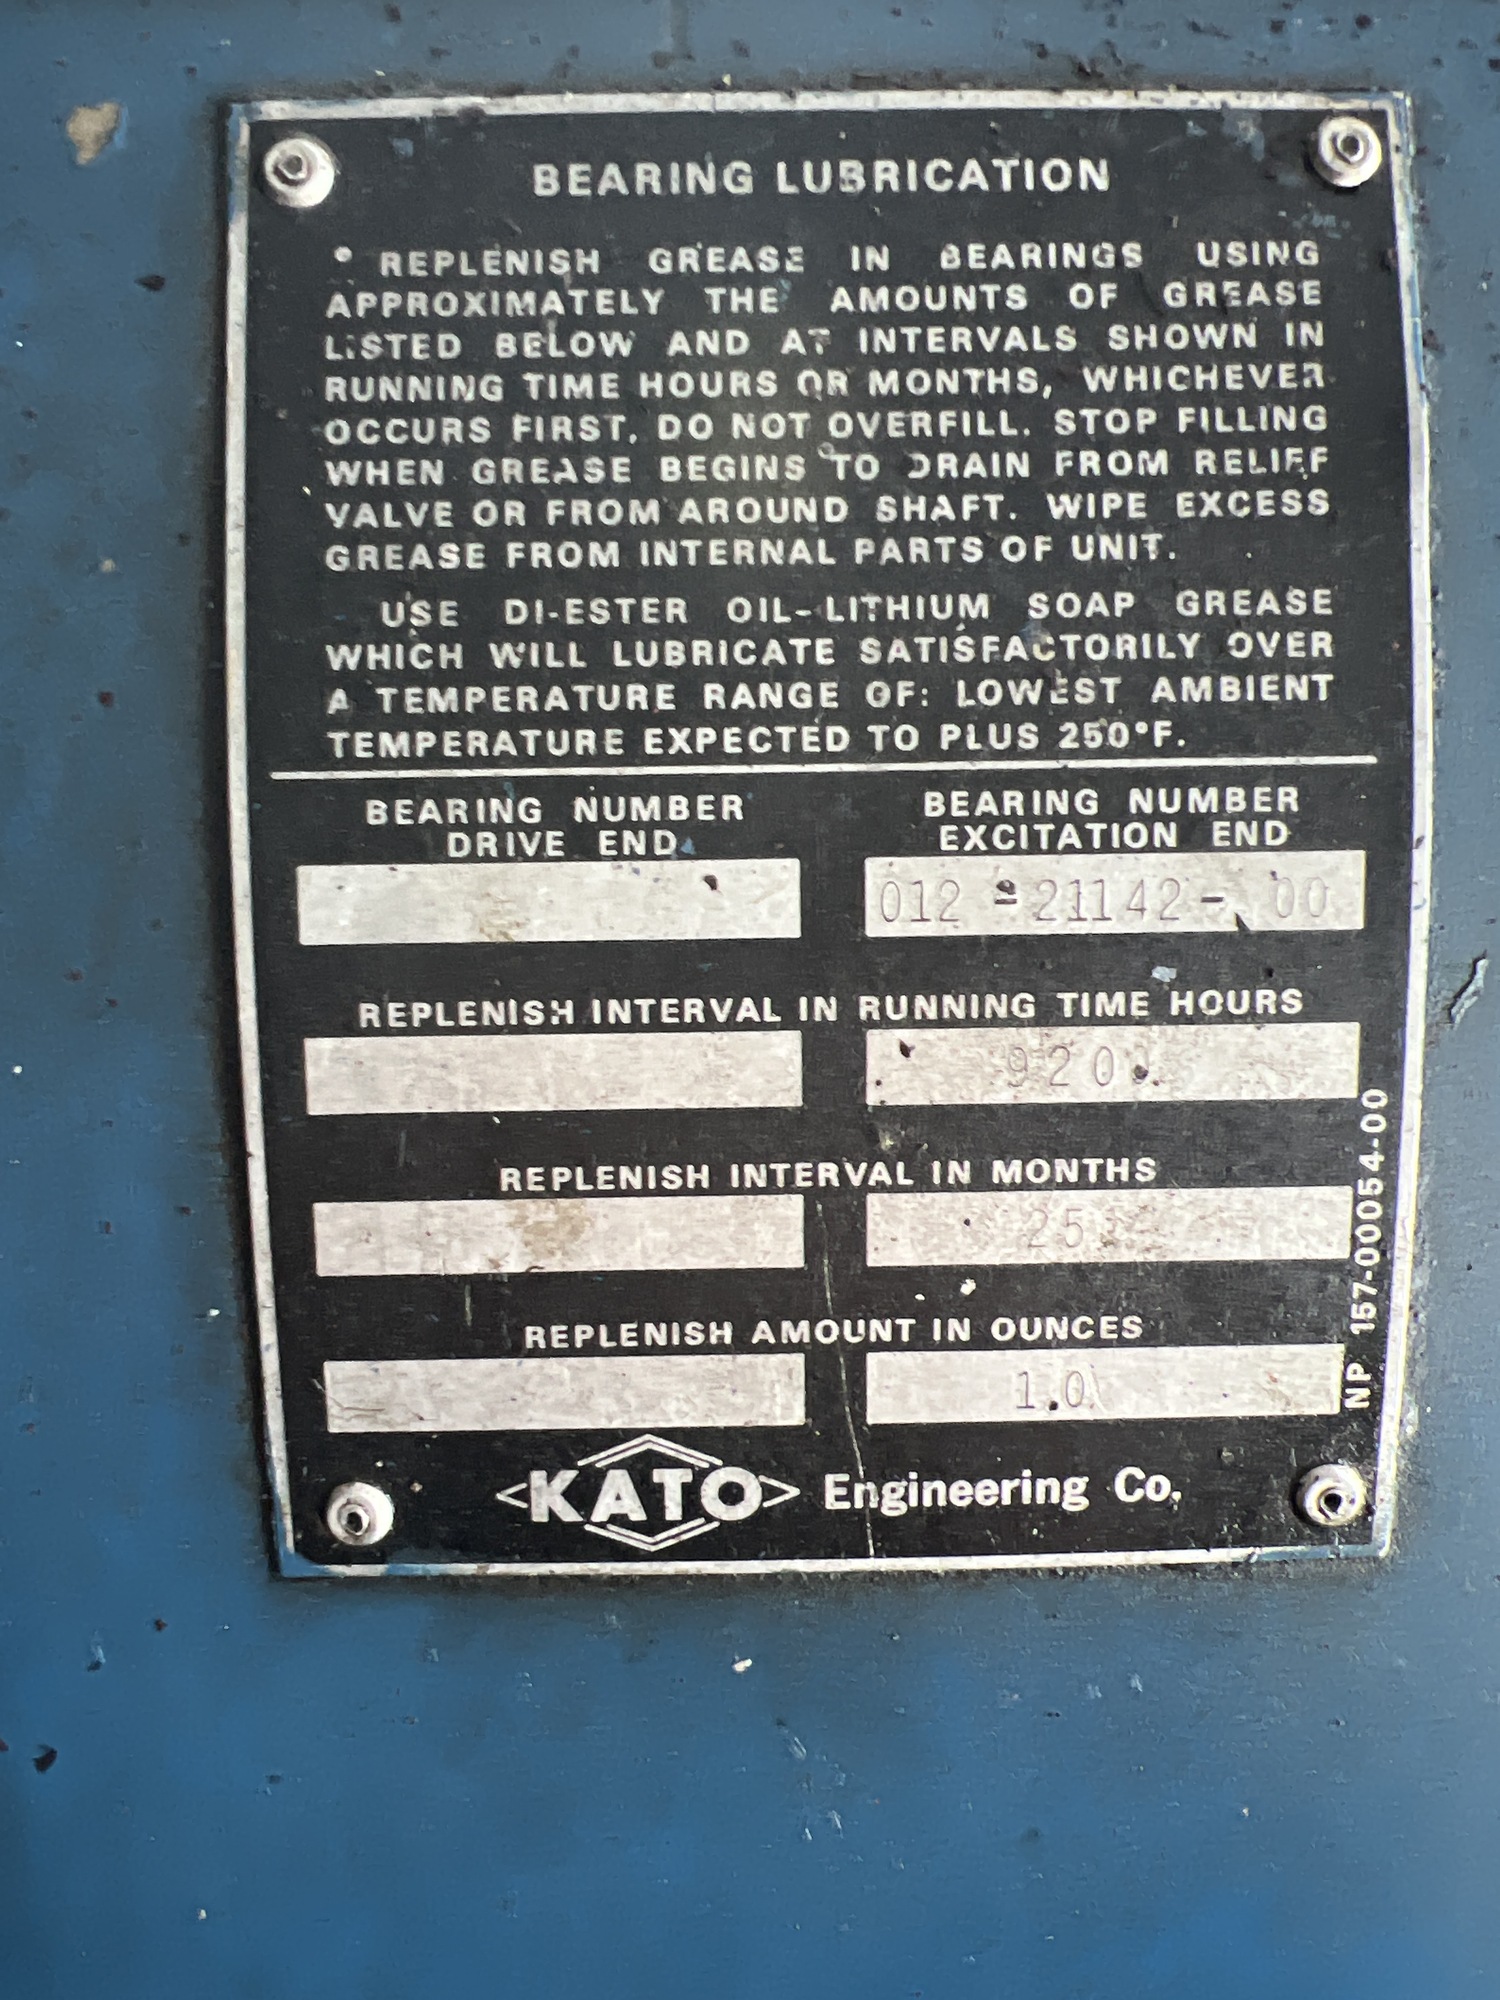 BEARING LUBRICATION
• REPLENISH GREASE IN BEARINGS USING
APPROXIMATELY THE AMOUNTS OF GREASE
LISTED BELOW AND AT INTERVALS SHOWN IN
RUNNING TIME HOURS OR MONTHS, WHICHEVER
OCCURS FIRST. DO NOT OVERFILL. STOP FILLING
WHEN GREASE BEGINS TO DRAIN FROM RELIEF
VALVE OR FROM AROUND SHAFT. WIPE EXCESS
GREASE FROM INTERNAL PARTS OF UNIT.
USE DI-ESTER OIL-LITHIUM SOAP GREASE
WHICH WILL LUBRICATE SATISFACTORILY OVER
A TEMPERATURE RANGE OF: LOWEST AMBIENT
TEMPERATURE EXPECTED TO PLUS 250°F.
BEARING NUMBER
DRIVE END
BEARING NUMBER
EXCITATION END
012 - 21142 - 00
REPLENISH INTERVAL IN RUNNING TIME HOURS
9200
REPLENISH INTERVAL IN MONTHS
REPLENISH AMOUNT IN OUNCES
1.0
KATO Engineering Co.
NP 157-00054-00